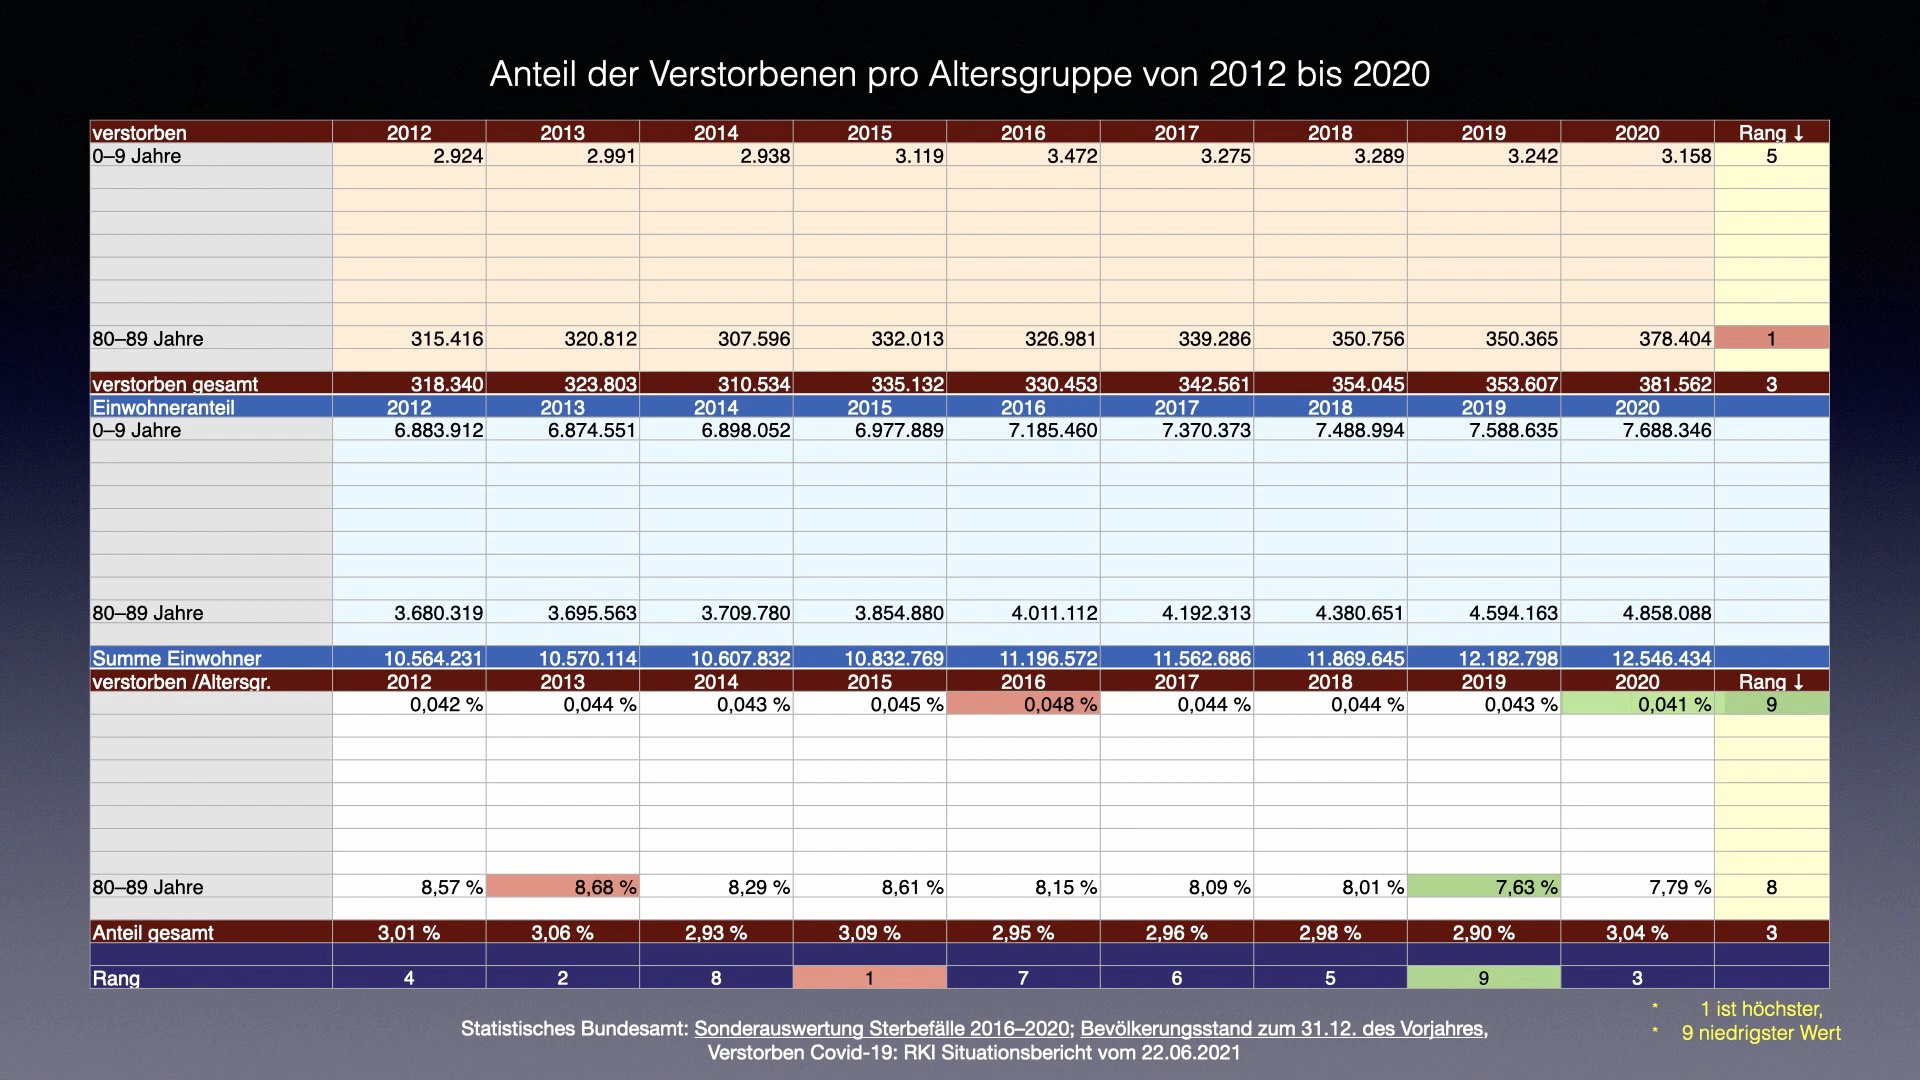 Anteil der Verstorbenen pro Altersgruppe von 2012 bis 2020
verstorben 2012 2013 2014 2015 2016 2017 2018 2019 2020 Rang ↓
0–9 Jahre 2.924 2.991 2.938 3.119 3.472 3.275 3.289 3.242 3.158 5
80–89 Jahre 315.416 320.812 307.596 332.013 326.981 339.286 350.756 350.365 378.404 1
verstorben gesamt 318.340 323.803 310.534 335.132 330.453 342.561 354.045 353.607 381.562 3
Einwohneranteil 2012 2013 2014 2015 2016 2017 2018 2019 2020
0–9 Jahre 6.883.912 6.874.551 6.898.052 6.977.889 7.185.460 7.370.373 7.488.994 7.588.635 7.688.346
80–89 Jahre 3.680.319 3.695.563 3.709.780 3.854.880 4.011.112 4.192.313 4.380.651 4.594.163 4.858.088
Summe Einwohner 10.564.231 10.570.114 10.607.832 10.832.769 11.196.572 11.562.686 11.869.645 12.182.798 12.546.434
verstorben /Altersgr. 2012 2013 2014 2015 2016 2017 2018 2019 2020 Rang ↓
0,042 % 0,044 % 0,043 % 0,045 % 0,048 % 0,044 % 0,044 % 0,043 % 0,041 % 9
80–89 Jahre 8,57 % 8,68 % 8,29 % 8,61 % 8,15 % 8,09 % 8,01 % 7,63 % 7,79 % 8
Anteil gesamt 3,01 % 3,06 % 2,93 % 3,09 % 2,95 % 2,96 % 2,98 % 2,90 % 3,04 % 3
Rang 4 2 8 1 7 6 5 9 3
* 1 ist höchster,
* 9 niedrigster Wert
Statistisches Bundesamt: Sonderauswertung Sterbefälle 2016–2020; Bevölkerungsstand zum 31.12. des Vorjahres,
Verstorben Covid-19: RKI Situationsbericht vom 22.06.2021